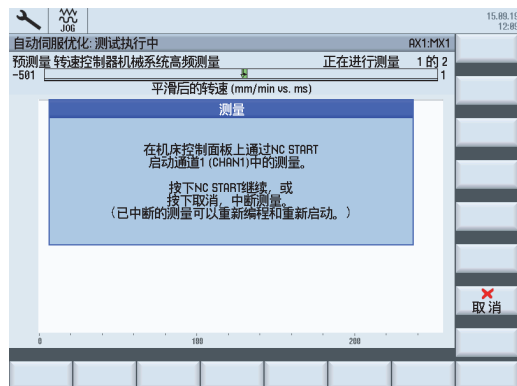 JOG
15.09.19
12:09
自动伺服优化: 测试执行中 AX1:MX1
预测量 转速控制器机械系统高频测量 正在进行测量 1 的 2
-501 1
平滑后的转速 (mm/min vs. ms)
测量
在机床控制面板上通过NC START
启动通道1 (CHAN1)中的测量。
按下NC START继续, 或
按下取消, 中断测量。
(已中断的测量可以重新编程和重新启动。)
取消
0 100 200